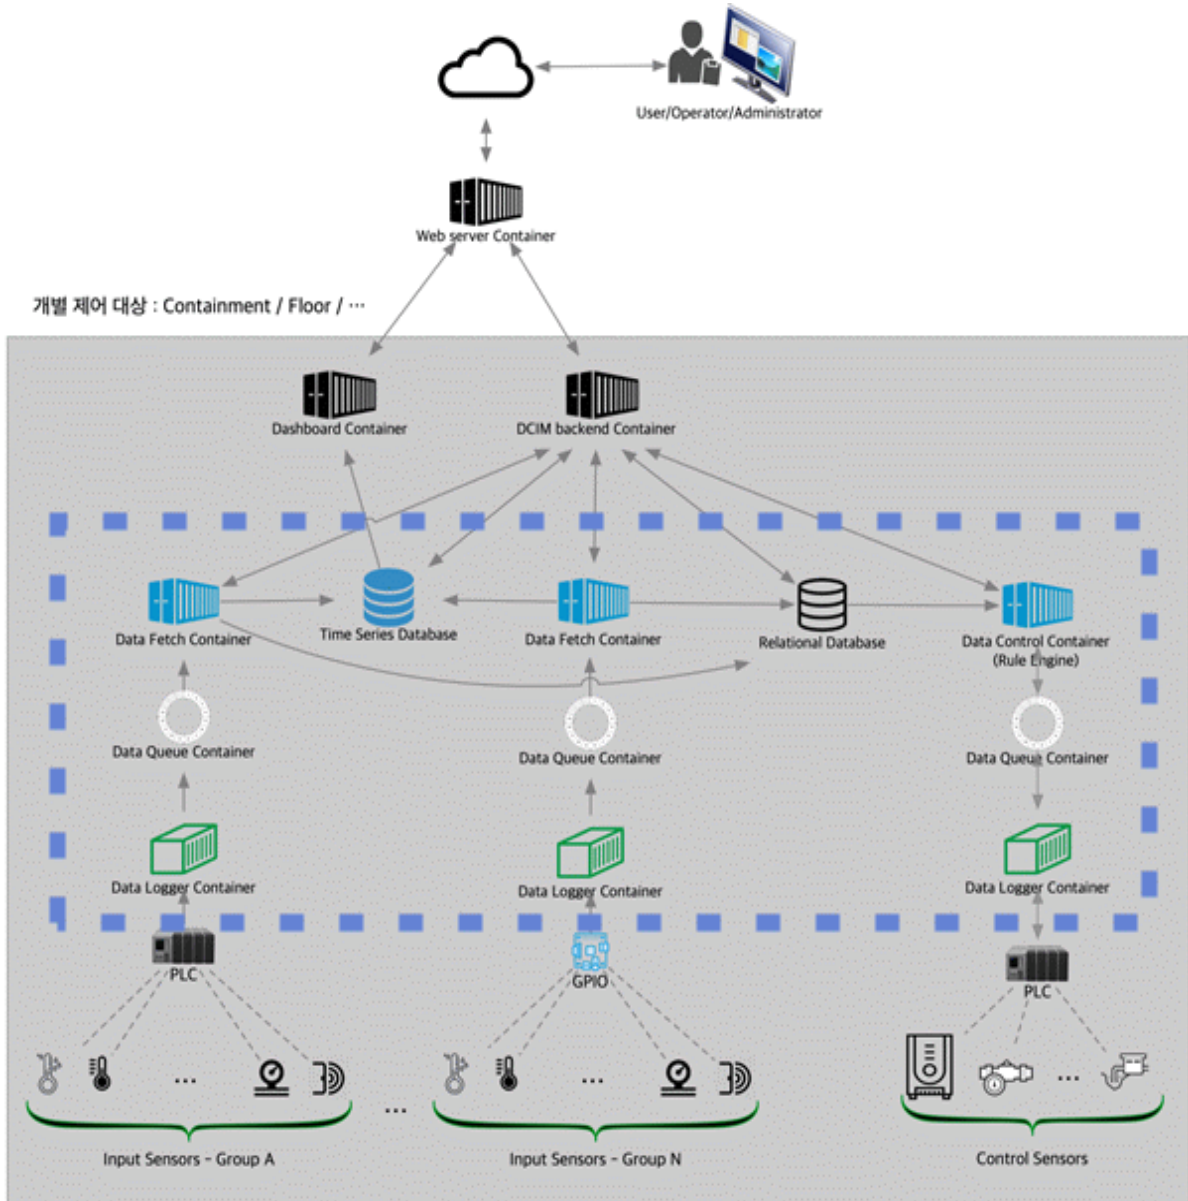 User/Operator/Administrator
Web server Container
개별 제어 대상 : Containment / Floor / ···
Dashboard Container
DCIM backend Container
Data Fetch Container
Time Series Database
Data Fetch Container
Relational Database
Data Control Container
(Rule Engine)
Data Queue Container
Data Queue Container
Data Queue Container
Data Logger Container
Data Logger Container
Data Logger Container
PLC
GPIO
PLC
...
...
...
...
Input Sensors - Group A
Input Sensors - Group N
Control Sensors